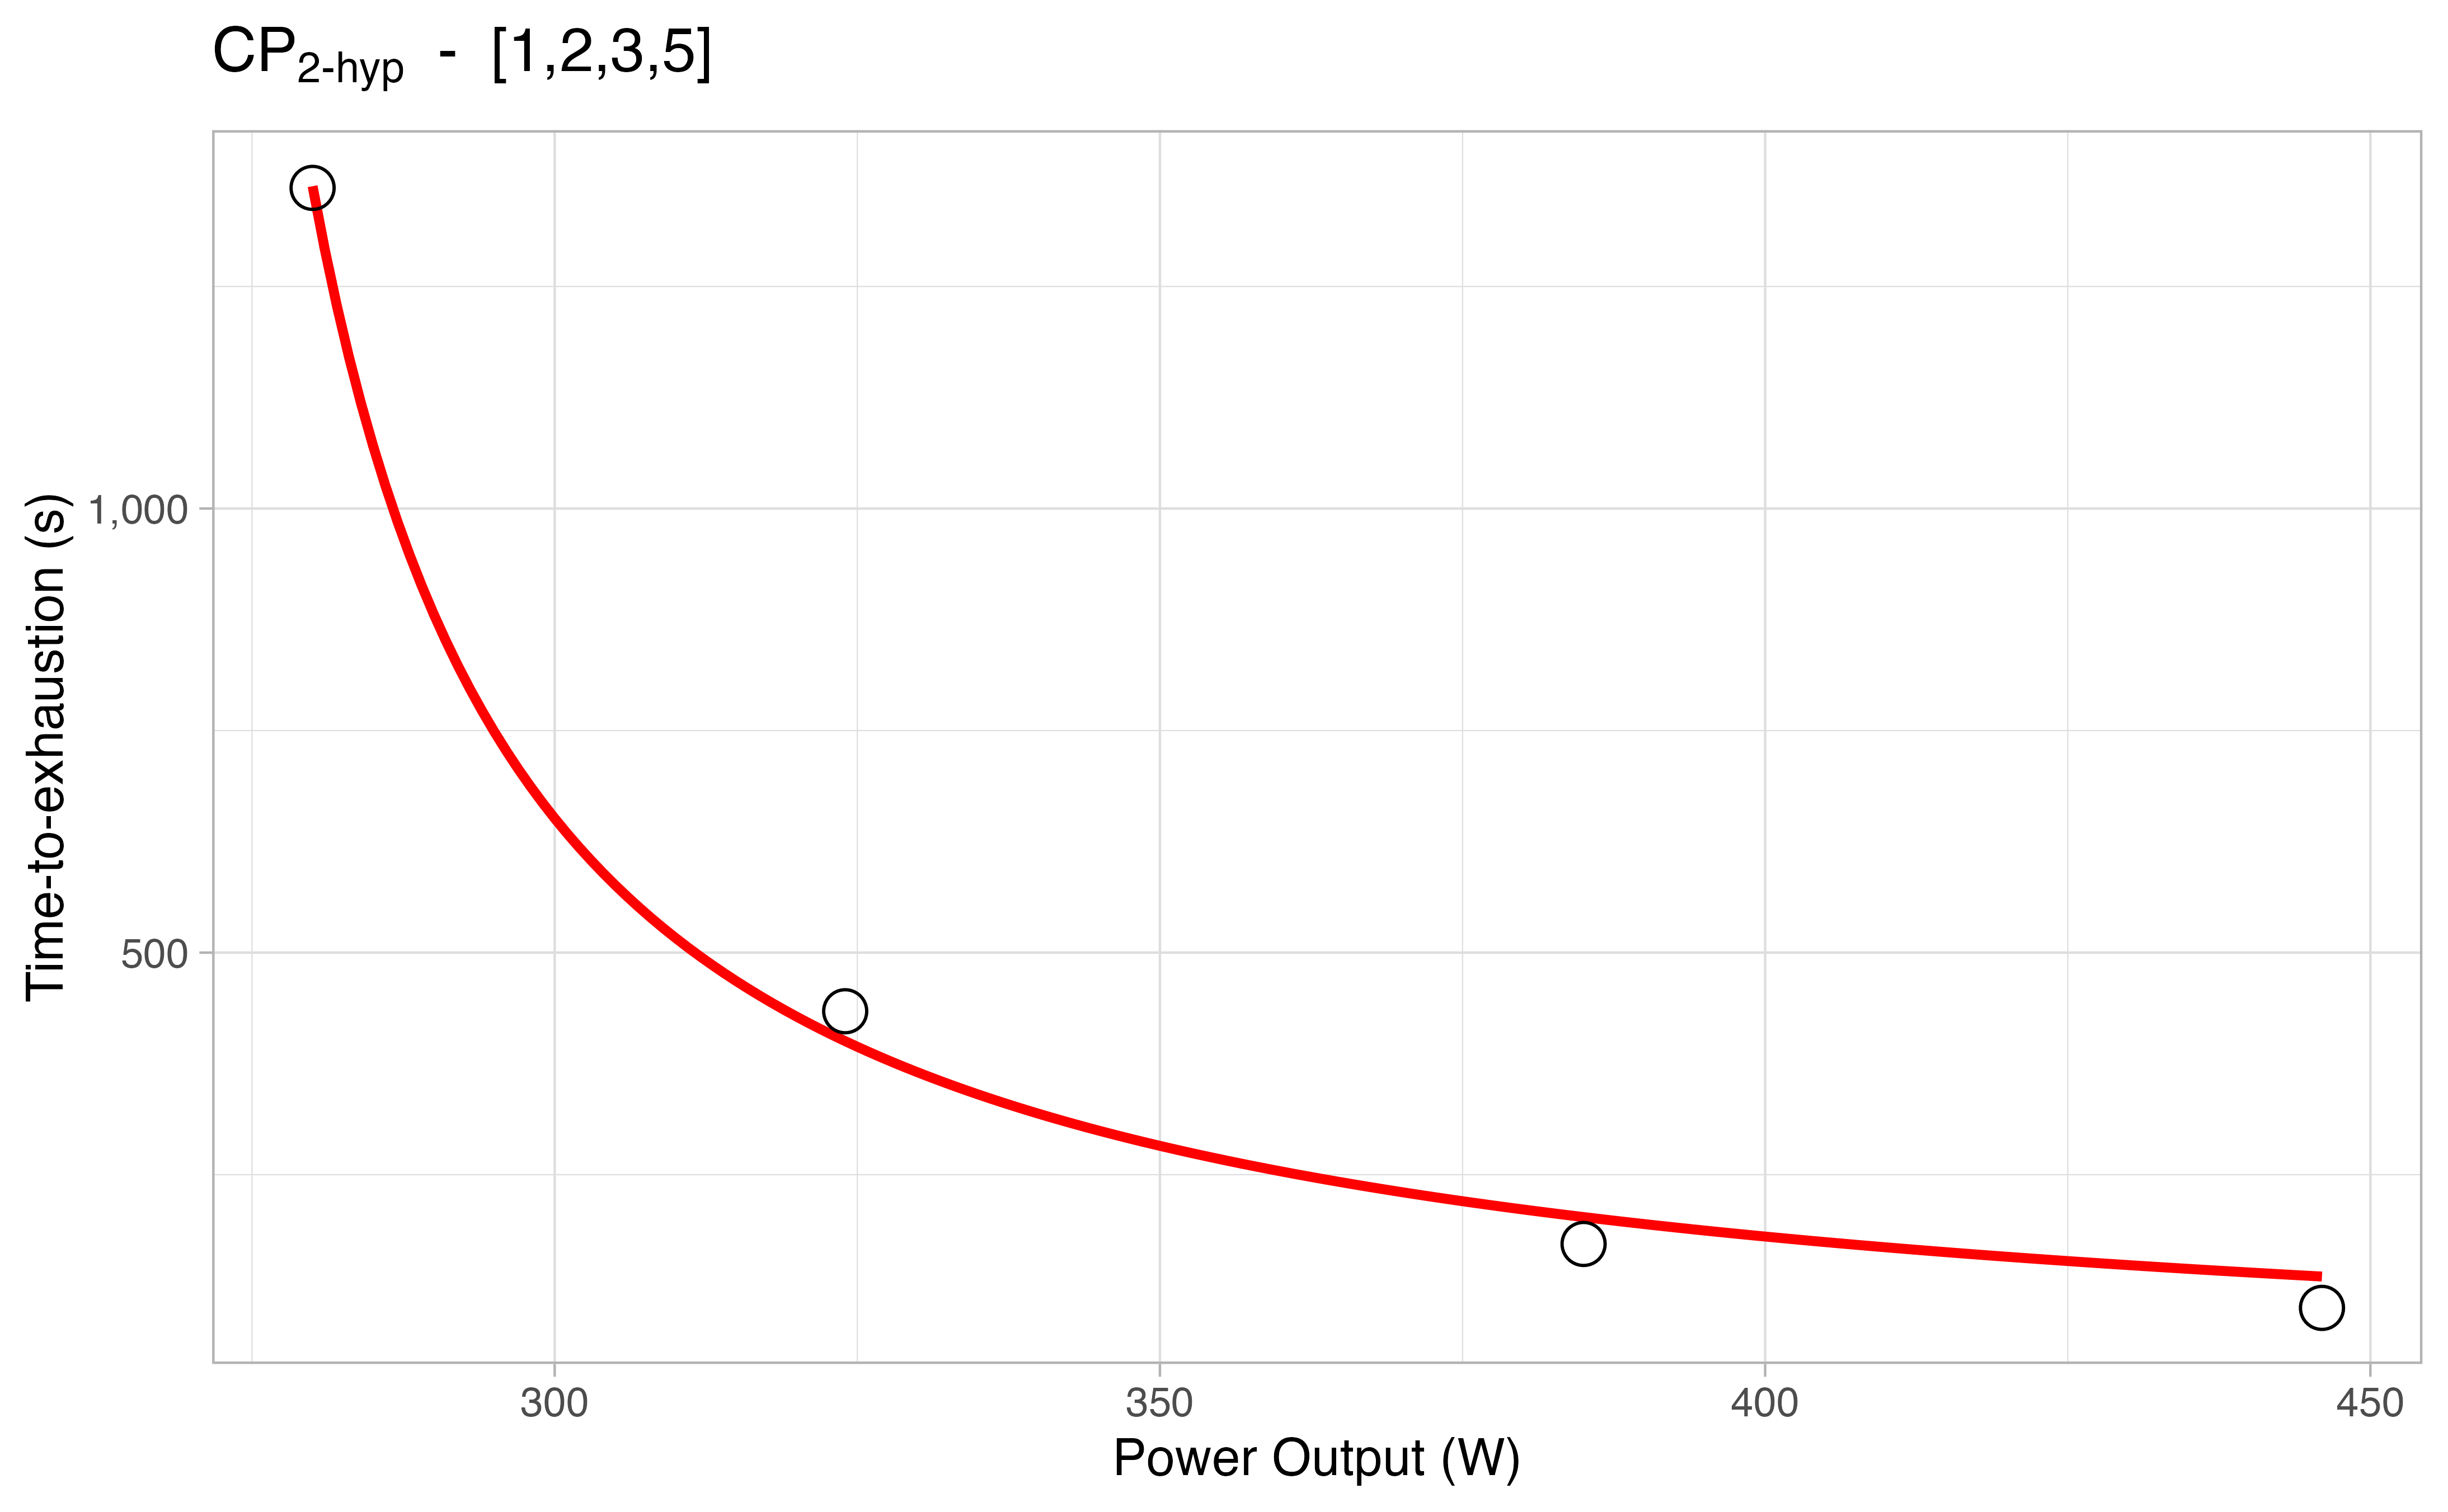 CP2-hyp - [1,2,3,5]
Time-to-exhaustion (s)
1,000
500
300 350 400 450
Power Output (W)